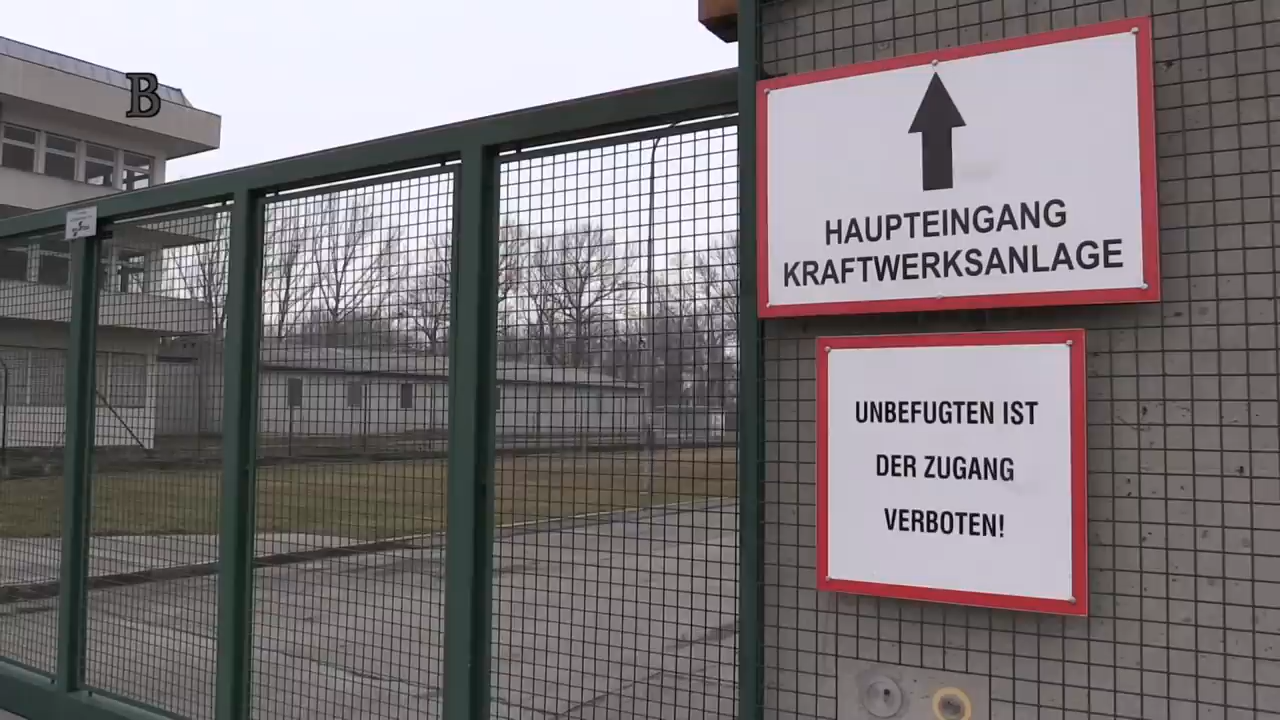 B
HAUPTEINGANG
KRAFTWERKSANLAGE
UNBEFUGTEN IST
DER ZUGANG
VERBOTEN!